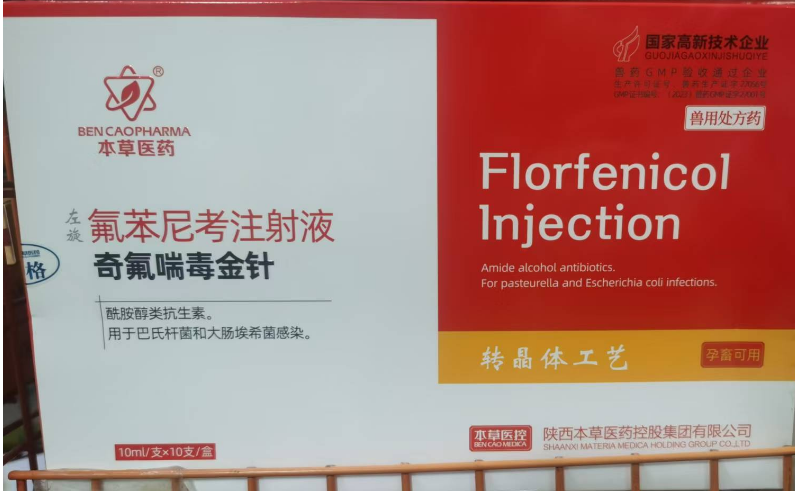 国家高新技术企业
GUOJIAGAOXINJISHUQIYE
兽药GMP验收通过企业
兽用处方药
®
BEN CAOPHARMA
本草医药
Florfenicol
Injection
左旋
氟苯尼考注射液
奇氟喘毒金针
格
Amide alcohol antibiotics.
For pasteurella and Escherichia coli infections.
酰胺醇类抗生素。
用于巴氏杆菌和大肠埃希菌感染。
转晶体工艺
孕畜可用
10ml/支×10支/盒
本草医控
BEN CAO MEDICA
陕西本草医药控股集团有限公司
SHAANXI MATERIA MEDICA HOLDING GROUP CO.,LTD